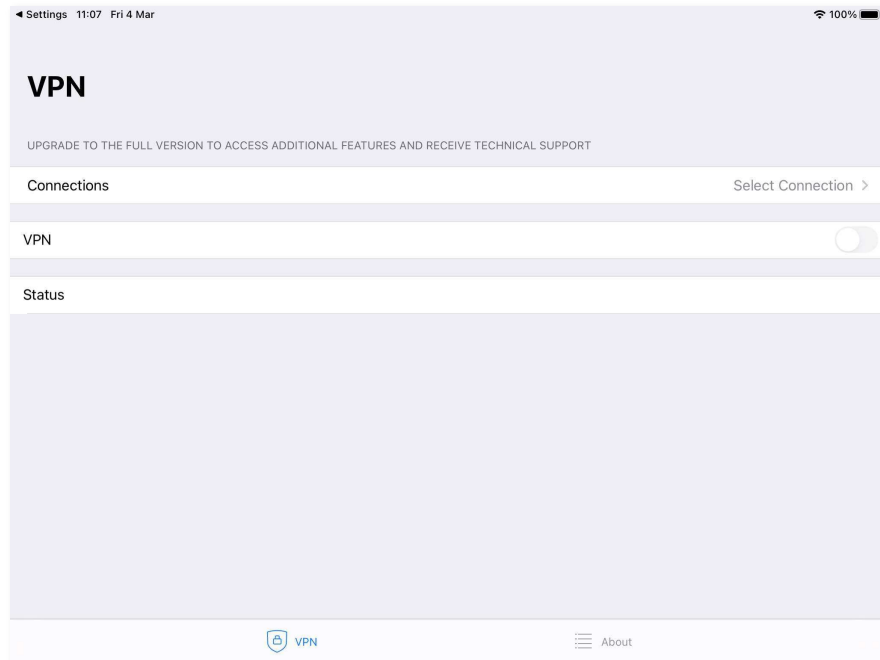 ◀ Settings 11:07 Fri 4 Mar 100%
VPN
UPGRADE TO THE FULL VERSION TO ACCESS ADDITIONAL FEATURES AND RECEIVE TECHNICAL SUPPORT
Connections Select Connection >
VPN
Status
VPN About